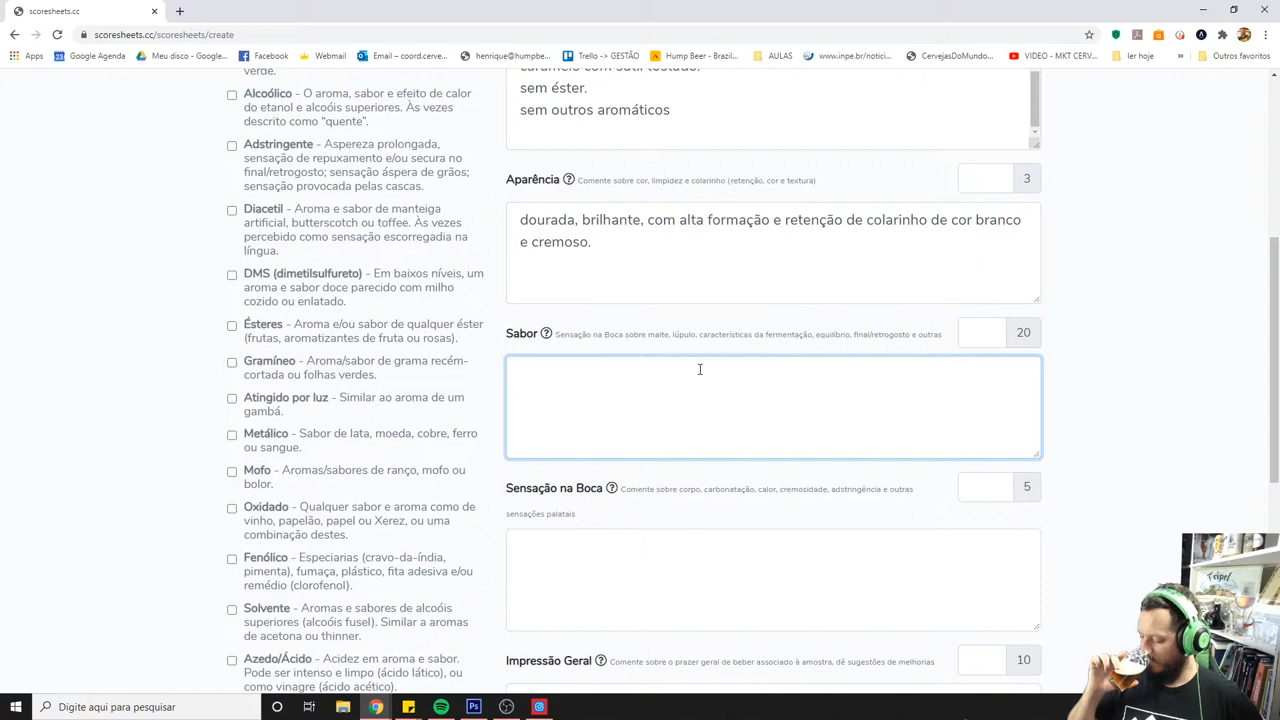 scoresheets.cc
scoresheets.cc/scoresheets/create
Apps
Google Agenda
Meu disco - Google...
Facebook
Webmail
Email – coord.cerve...
henrique@humpbe...
Trello -> GESTÃO
Hump Beer - Brazil...
AULAS
www.inpe.br/notici...
CervejasDoMundo...
VIDEO - MKT CERV...
ler hoje
»
Outros favoritos
verde.
Alcoólico - O aroma, sabor e efeito de calor
do etanol e alcoóis superiores. Às vezes
descrito como “quente”.
Adstringente - Aspereza prolongada,
sensação de repuxamento e/ou secura no
final/retrogosto; sensação áspera de grãos;
sensação provocada pelas cascas.
Diacetil - Aroma e sabor de manteiga
artificial, butterscotch ou toffee. Às vezes
percebido como sensação escorregadia na
língua.
DMS (dimetilsulfureto) - Em baixos níveis, um
aroma e sabor doce parecido com milho
cozido ou enlatado.
Ésteres - Aroma e/ou sabor de qualquer éster
(frutas, aromatizantes de fruta ou rosas).
Gramíneo - Aroma/sabor de grama recém-
cortada ou folhas verdes.
Atingido por luz - Similar ao aroma de um
gambá.
Metálico - Sabor de lata, moeda, cobre, ferro
ou sangue.
Mofo - Aromas/sabores de ranço, mofo ou
bolor.
Oxidado - Qualquer sabor e aroma como de
vinho, papelão, papel ou Xerez, ou uma
combinação destes.
Fenólico - Especiarias (cravo-da-índia,
pimenta), fumaça, plástico, fita adesiva e/ou
remédio (clorofenol).
Solvente - Aromas e sabores de alcoóis
superiores (alcoóis fusel). Similar a aromas
de acetona ou thinner.
Azedo/Ácido - Acidez em aroma e sabor.
Pode ser intenso e limpo (ácido lático), ou
como vinagre (ácido acético).
caramelo com sutil tostado.
sem éster.
sem outros aromáticos
Aparência Comente sobre cor, limpidez e colarinho (retenção, cor e textura) 3
dourada, brilhante, com alta formação e retenção de colarinho de cor branco
e cremoso.
Sabor Sensação na Boca sobre malte, lúpulo, características da fermentação, equilíbrio, final/retrogosto e outras 20
Sensação na Boca Comente sobre corpo, carbonatação, calor, cremosidade, adstringência e outras 5
sensações palatais
Impressão Geral Comente sobre o prazer geral de beber associado à amostra, dê sugestões de melhorias 10
Digite aqui para pesquisar